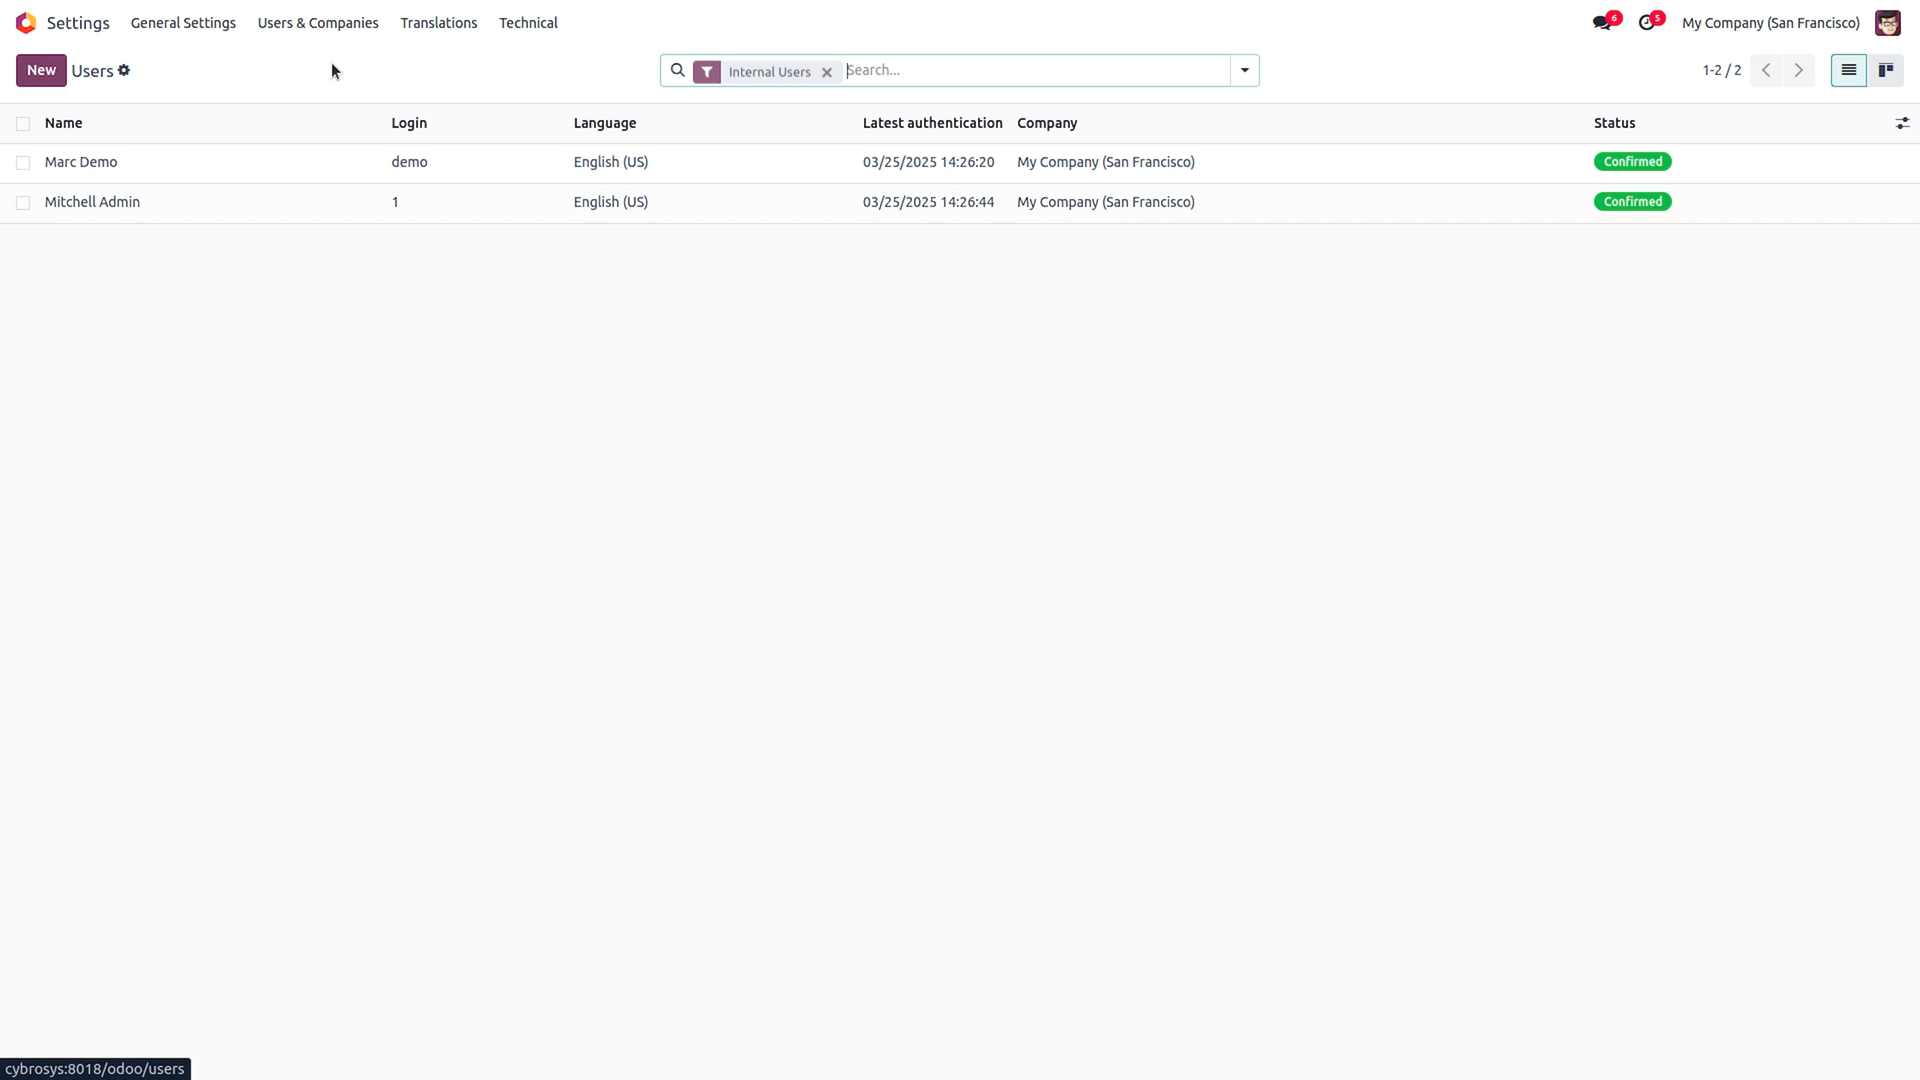 Settings General Settings Users & Companies Translations Technical 6 5 My Company (San Francisco)
New Users Internal Users Search... 1-2 / 2
Name Login Language Latest authentication Company Status
Marc Demo demo English (US) 03/25/2025 14:26:20 My Company (San Francisco) Confirmed
Mitchell Admin 1 English (US) 03/25/2025 14:26:44 My Company (San Francisco) Confirmed
cybrosys:8018/odoo/users